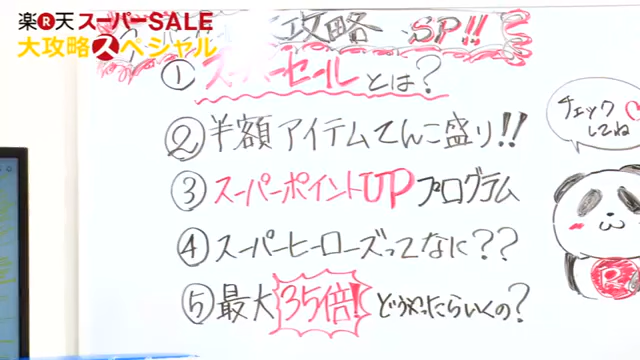 楽R天スーパーSALE
大攻略スペシャル
攻略 SP!!
① スーパーセールとは?
② 半額アイテムてんこ盛り!!
③ スーパーポイントUPプログラム
④ スーパーヒーローズってなに??
⑤ 最大35倍!どうやったらいくの?
チェック
してね
R